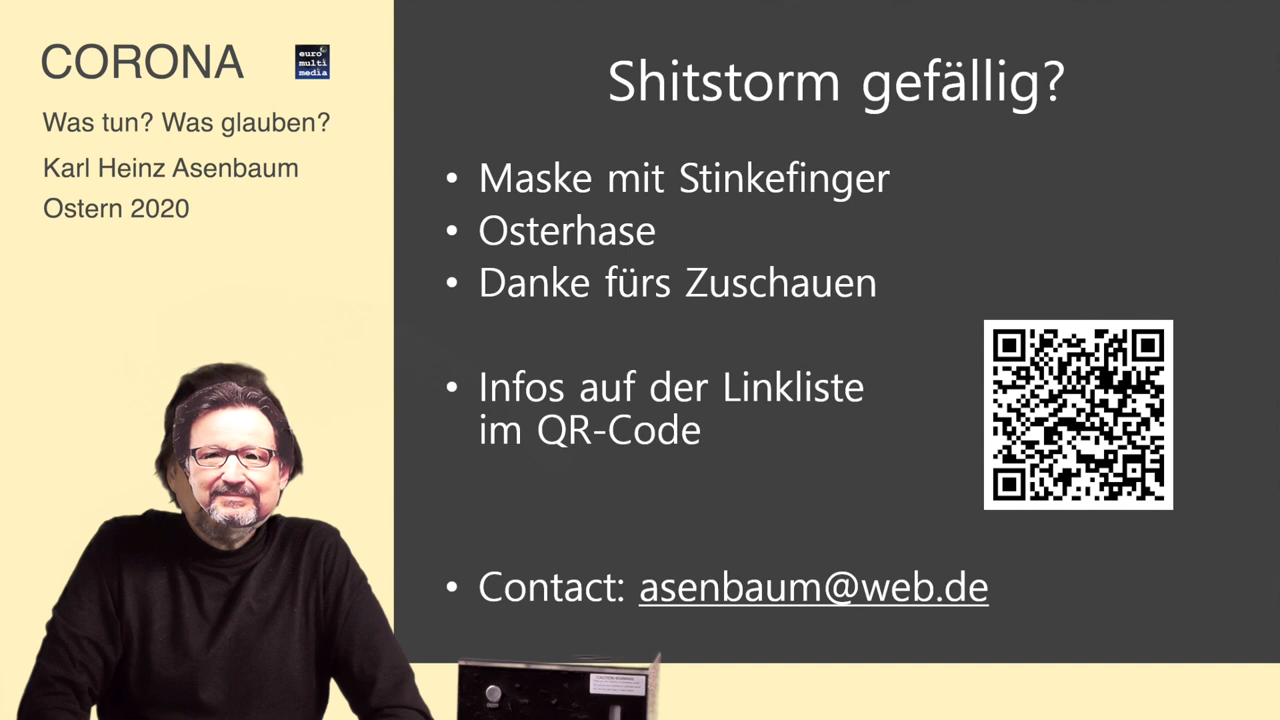 CORONA
euro
multi
media
Was tun? Was glauben?
Karl Heinz Asenbaum
Ostern 2020
Shitstorm gefällig?
• Maske mit Stinkefinger
• Osterhase
• Danke fürs Zuschauen
• Infos auf der Linkliste
im QR-Code
• Contact: asenbaum@web.de